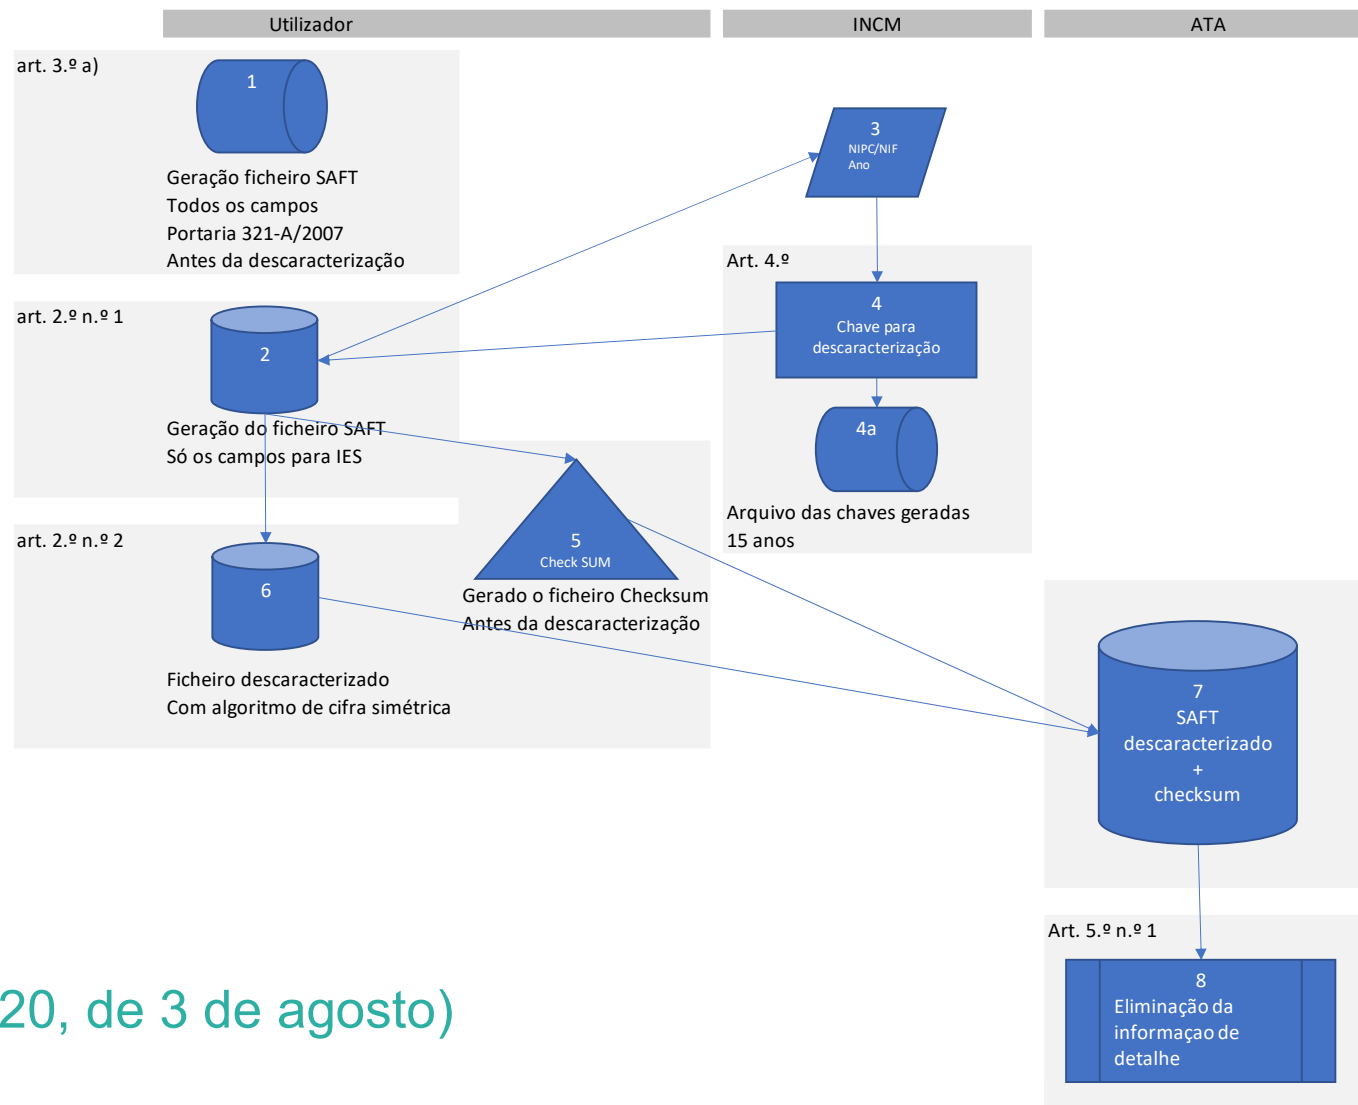 Utilizador
INCM
ATA
art. 3.º a)
1
Geração ficheiro SAFT
Todos os campos
Portaria 321-A/2007
Antes da descaracterização
3
NIPC/NIF
Ano
art. 2.º n.º 1
2
Geração do ficheiro SAFT
Só os campos para IES
Art. 4.º
4
Chave para
descaracterização
4a
Arquivo das chaves geradas
15 anos
5
Check SUM
Gerado o ficheiro Checksum
Antes da descaracterização
art. 2.º n.º 2
6
Ficheiro descaracterizado
Com algoritmo de cifra simétrica
7
SAFT
descaracterizado
+
checksum
Art. 5.º n.º 1
8
Eliminação da
informaçao de
detalhe
20, de 3 de agosto)